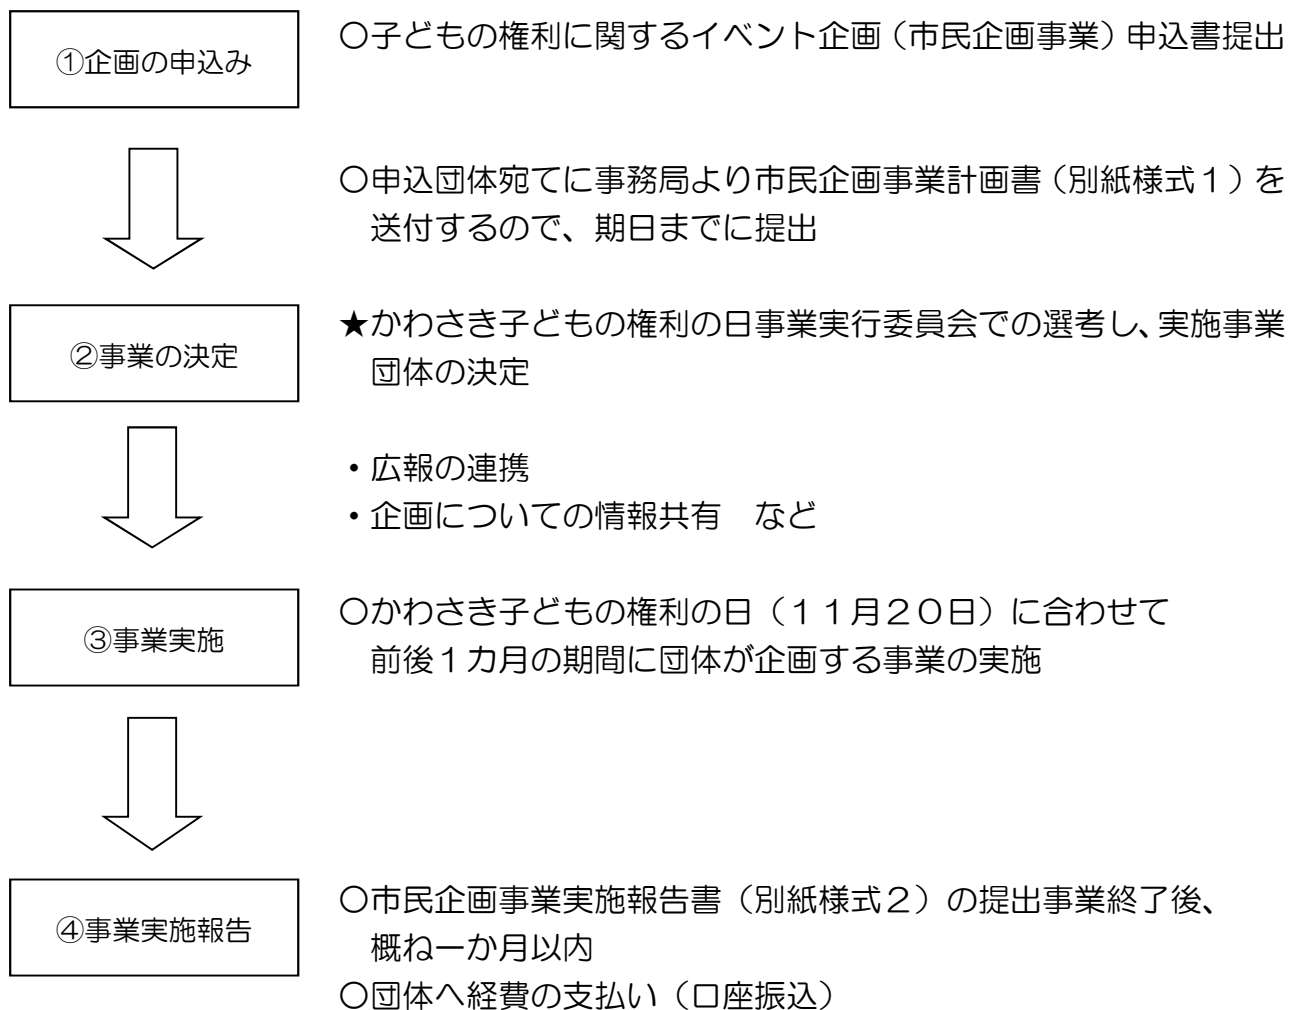 ①企画の申込み
〇子どもの権利に関するイベント企画（市民企画事業）申込書提出
〇申込団体宛てに事務局より市民企画事業計画書（別紙様式１）を
送付するので、期日までに提出
②事業の決定
★かわさき子どもの権利の日事業実行委員会での選考し、実施事業
団体の決定
・広報の連携
・企画についての情報共有　など
③事業実施
〇かわさき子どもの権利の日（１１月２０日）に合わせて
前後１カ月の期間に団体が企画する事業の実施
④事業実施報告
〇市民企画事業実施報告書（別紙様式２）の提出事業終了後、
概ね一か月以内
〇団体へ経費の支払い（口座振込）